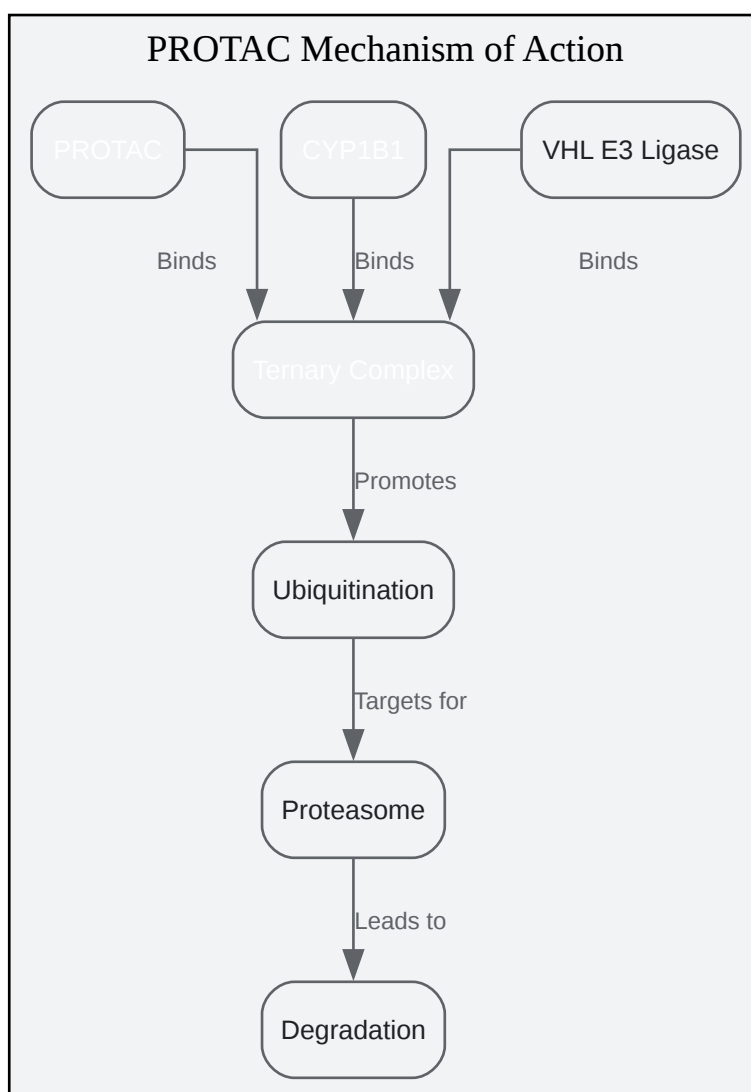 PROTAC Mechanism of Action
PROTAC
CYP1B1
VHL E3 Ligase
Binds
Binds
Binds
Ternary Complex
Promotes
Ubiquitination
Targets for
Proteasome
Leads to
Degradation